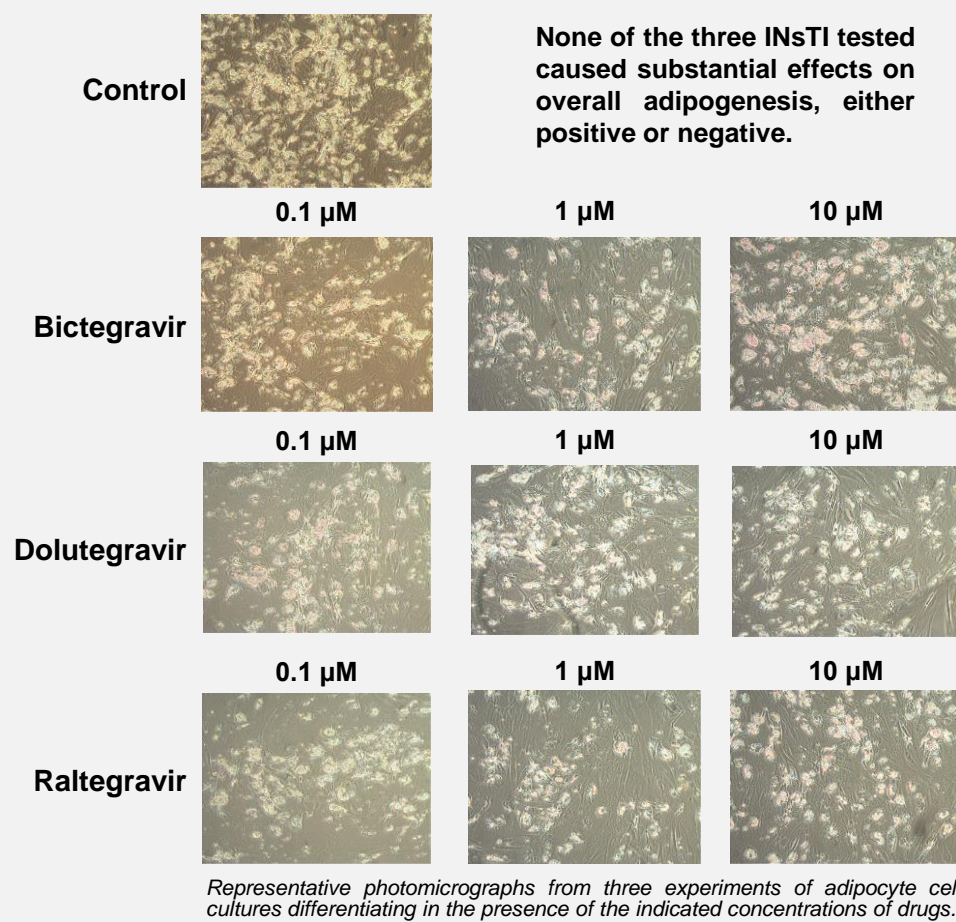 Control
None of the three INsTI tested
caused substantial effects on
overall adipogenesis, either
positive or negative.
0.1 µM 1 µM 10 µM
Bictegravir
0.1 µM 1 µM 10 µM
Dolutegravir
0.1 µM 1 µM 10 µM
Raltegravir
Representative photomicrographs from three experiments of adipocyte cel
cultures differentiating in the presence of the indicated concentrations of drugs.